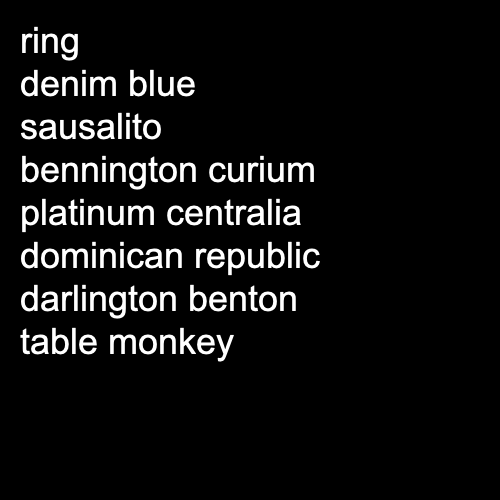 ring
denim blue
sausalito
bennington curium
platinum centralia
dominican republic
darlington benton
table monkey